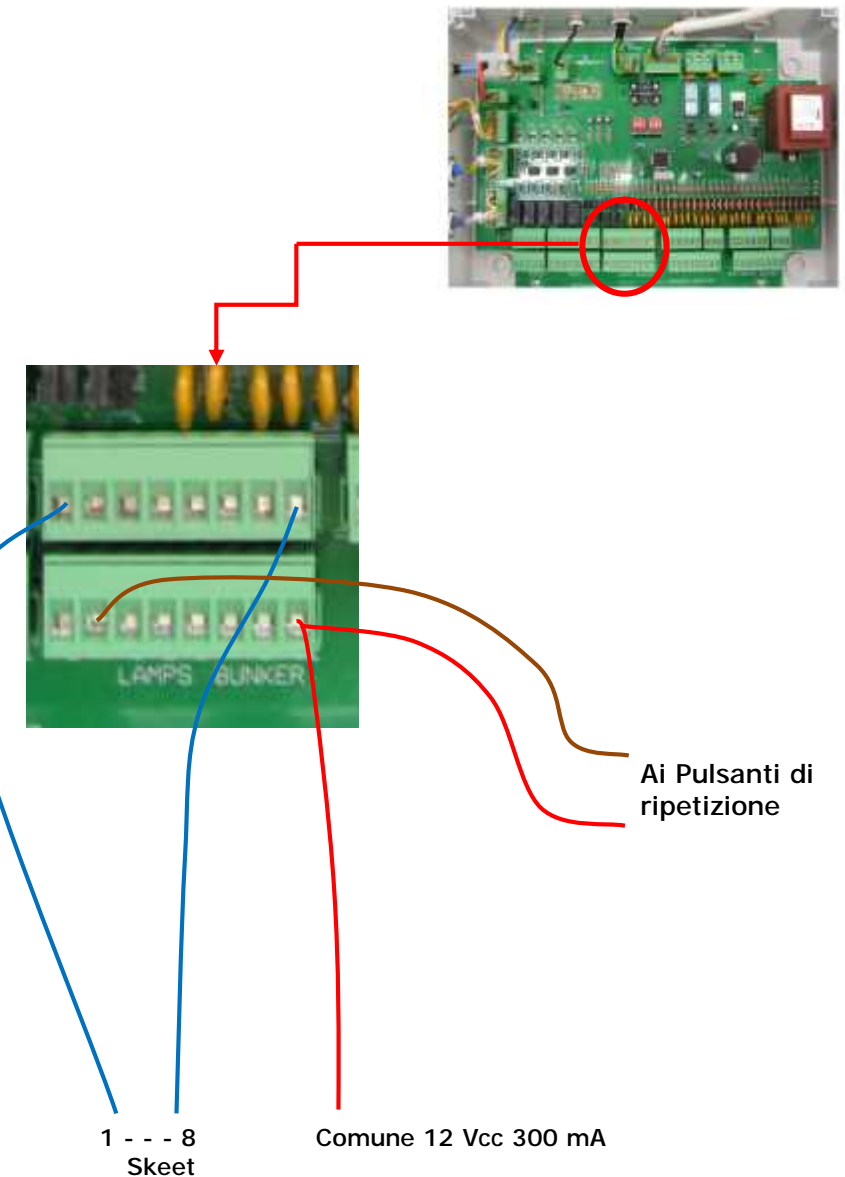 LAMPS BUNKER
Ai Pulsanti di
ripetizione
1 - - - 8
Skeet
Comune 12 Vcc 300 mA